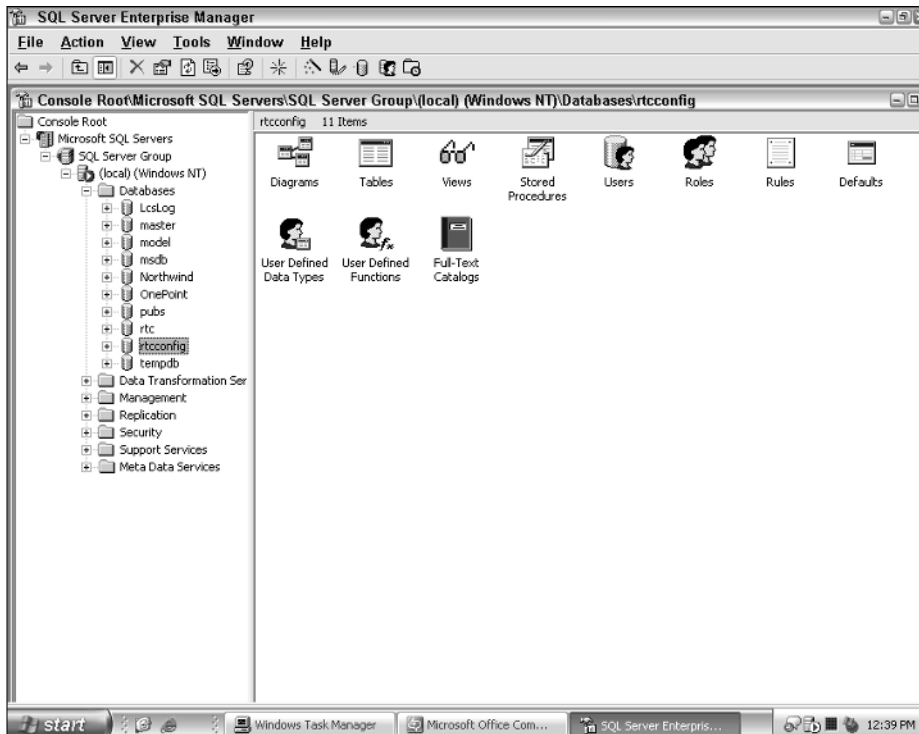 SQL Server Enterprise Manager
File Action View Tools Window Help
Console Root\Microsoft SQL Servers\SQL Server Group\(local) (Windows NT)\Databases\rtcconfig
Console Root
Microsoft SQL Servers
SQL Server Group
(local) (Windows NT)
Databases
LcsLog
master
model
msdb
Northwind
OnePoint
pubs
rtc
rtcconfig
tempdb
Data Transformation Ser
Management
Replication
Security
Support Services
Meta Data Services
rtcconfig 11 Items
Diagrams
Tables
Views
Stored
Procedures
Users
Roles
Rules
Defaults
User Defined
Data Types
User Defined
Functions
Full-Text
Catalogs
start
Windows Task Manager
Microsoft Office Com...
SQL Server Enterpris...
12:39 PM